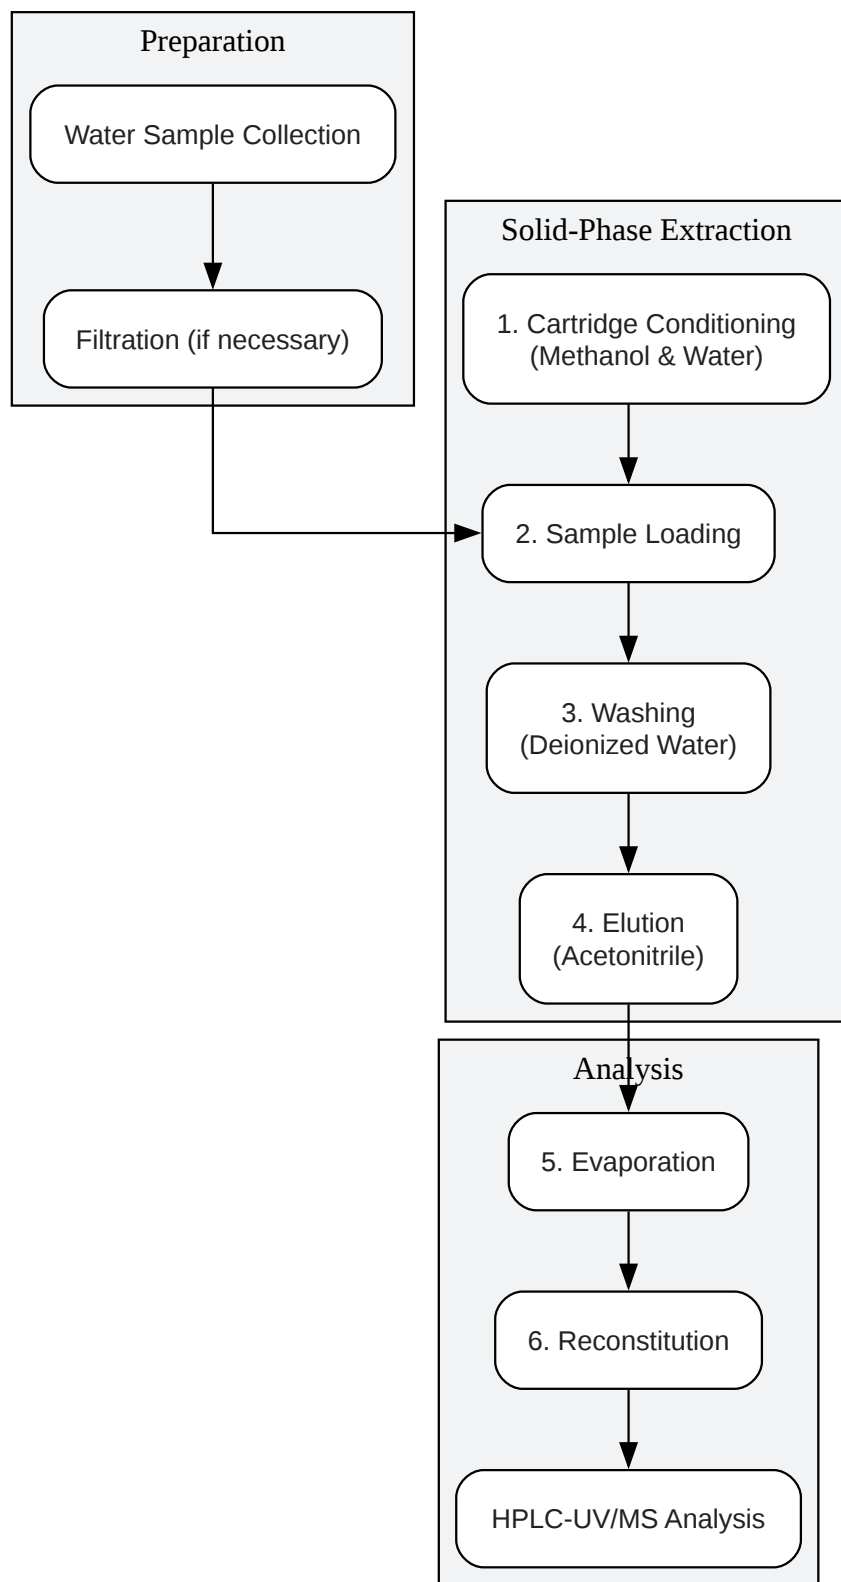 Preparation
Water Sample Collection
Filtration (if necessary)
Solid-Phase Extraction
1. Cartridge Conditioning
(Methanol & Water)
2. Sample Loading
3. Washing
(Deionized Water)
4. Elution
(Acetonitrile)
Analysis
5. Evaporation
6. Reconstitution
HPLC-UV/MS Analysis